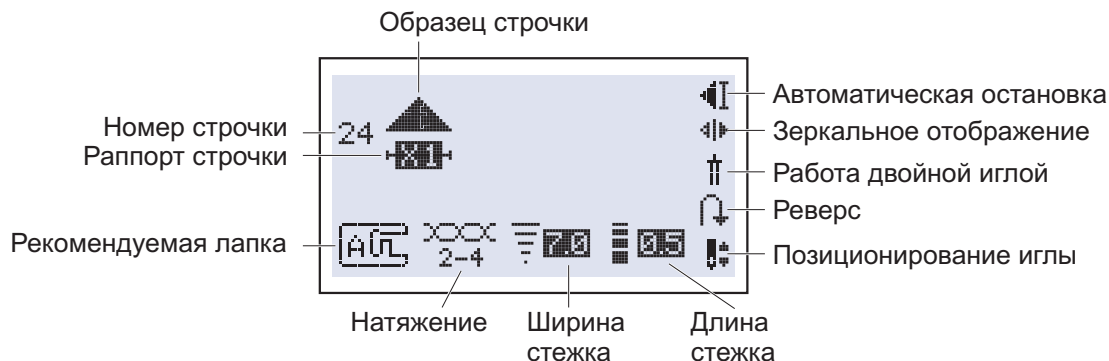 Образец строчки
Автоматическая остановка
Номер строчки
24
Зеркальное отображение
Раппорт строчки
×1
Работа двойной иглой
Реверс
Рекомендуемая лапка
A
2-4
7.0
0.5
Позиционирование иглы
Натяжение
Ширина
стежка
Длина
стежка